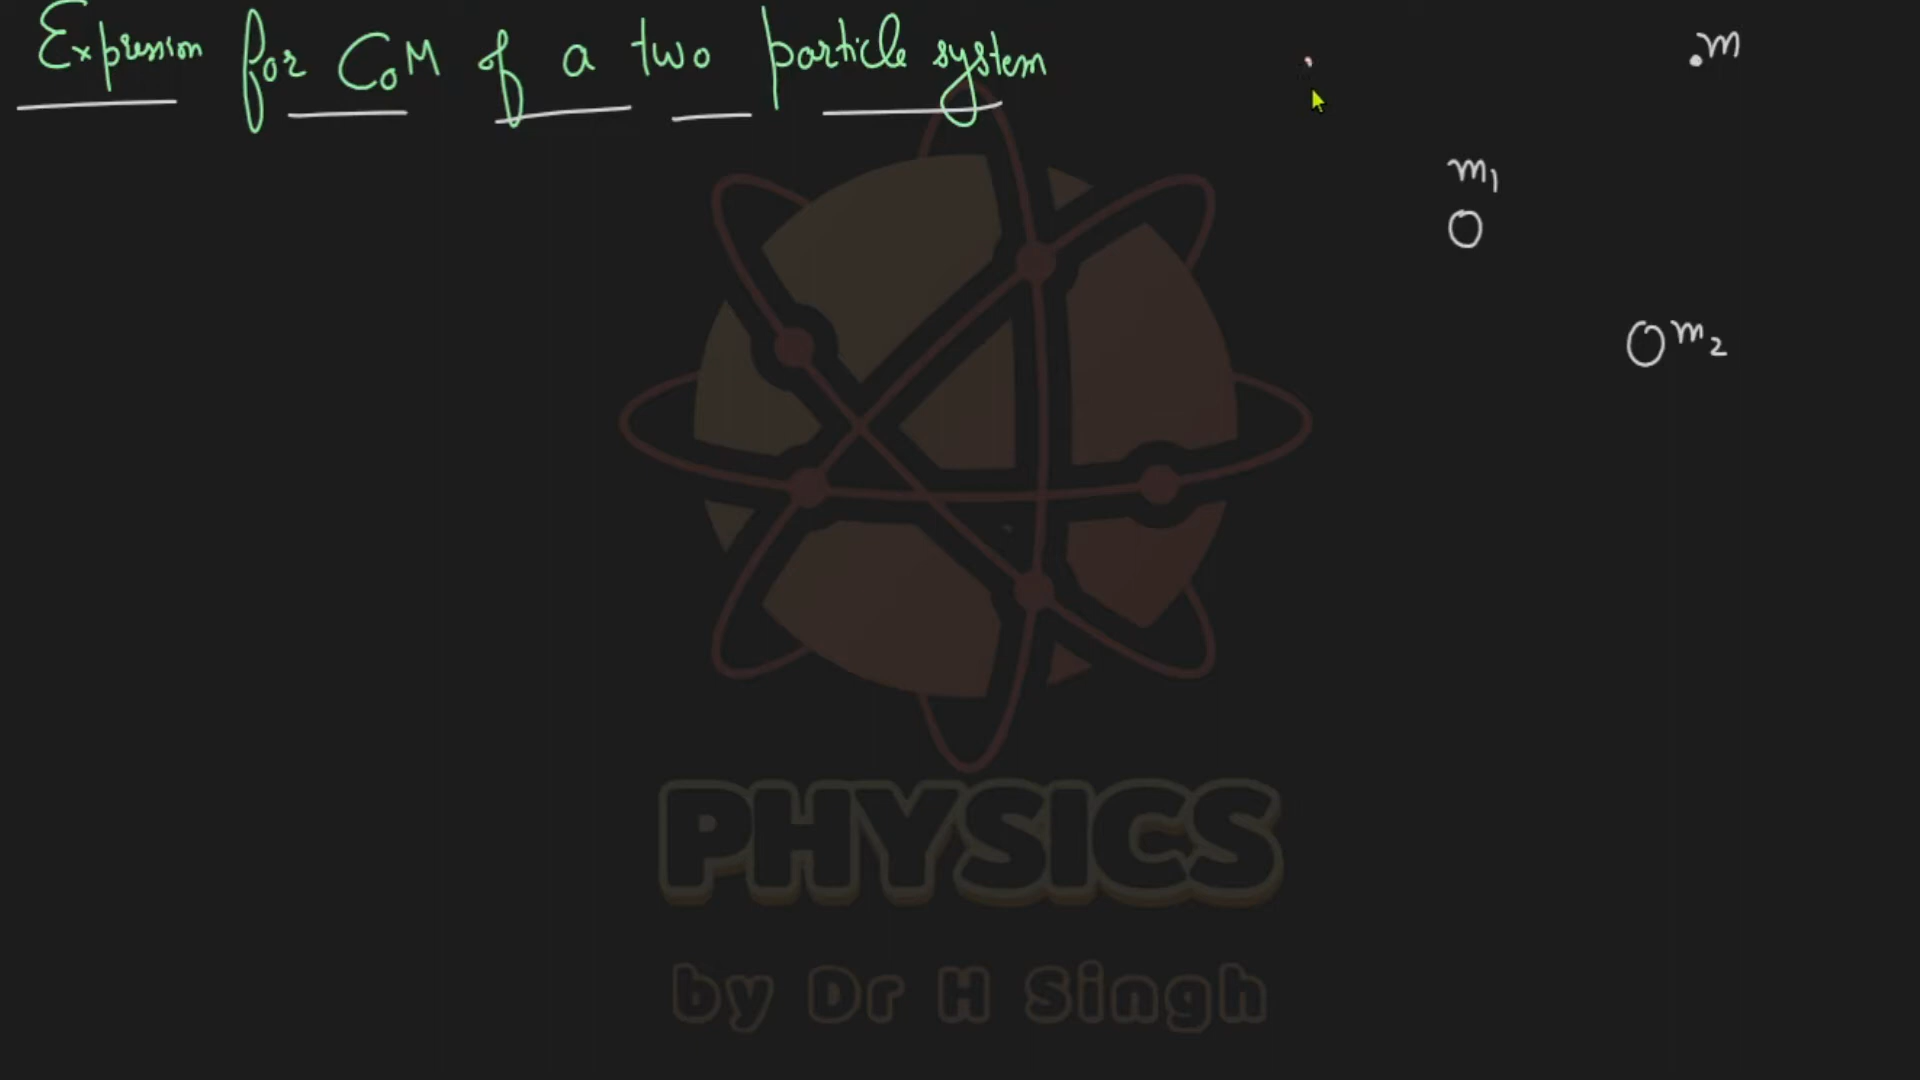 Expression for CoM of a two particle system
m
m₁
m₂
PHYSICS
by Dr H Singh